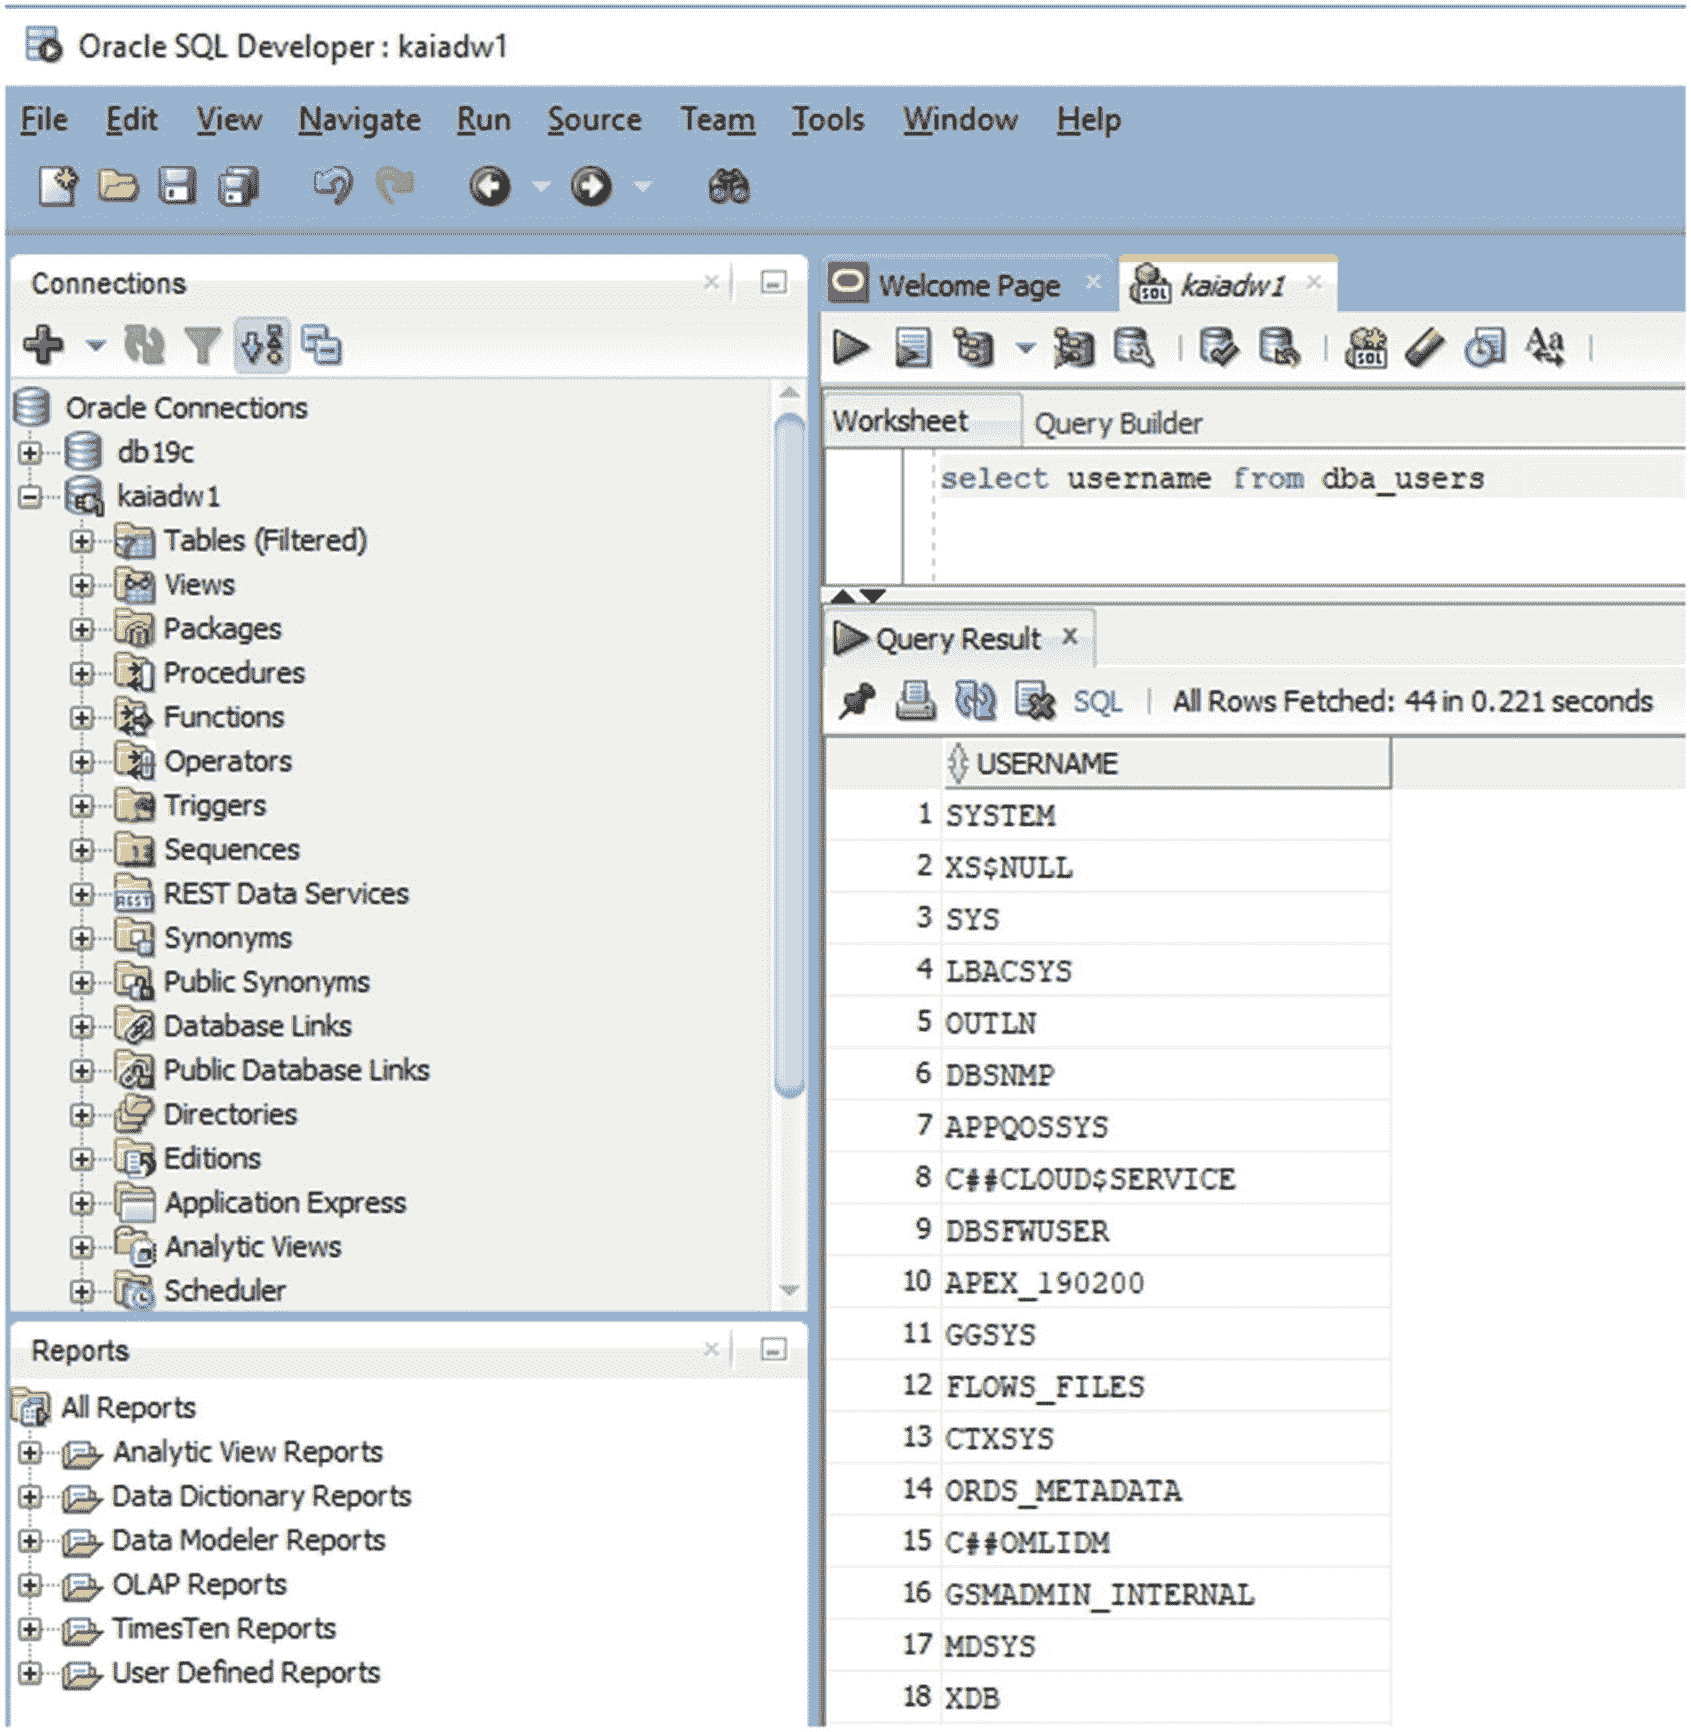 Oracle SQL Developer : kaiadw1
File Edit View Navigate Run Source Team Tools Window Help
Connections
Oracle Connections
db19c
kaiadw1
Tables (Filtered)
Views
Packages
Procedures
Functions
Operators
Triggers
Sequences
REST Data Services
Synonyms
Public Synonyms
Database Links
Public Database Links
Directories
Editions
Application Express
Analytic Views
Scheduler
Reports
All Reports
Analytic View Reports
Data Dictionary Reports
Data Modeler Reports
OLAP Reports
TimesTen Reports
User Defined Reports
Welcome Page
kaiadw1
Worksheet Query Builder
select username from dba_users
Query Result
SQL All Rows Fetched: 44 in 0.221 seconds
USERNAME
1 SYSTEM
2 XS$NULL
3 SYS
4 LBACSYS
5 OUTLN
6 DBSNMP
7 APPQOSSYS
8 C##CLOUD$SERVICE
9 DBSFWUSER
10 APEX_190200
11 GGSYS
12 FLOWS_FILES
13 CTXSYS
14 ORDS_METADATA
15 C##OMLIDM
16 GSMADMIN_INTERNAL
17 MDSYS
18 XDB